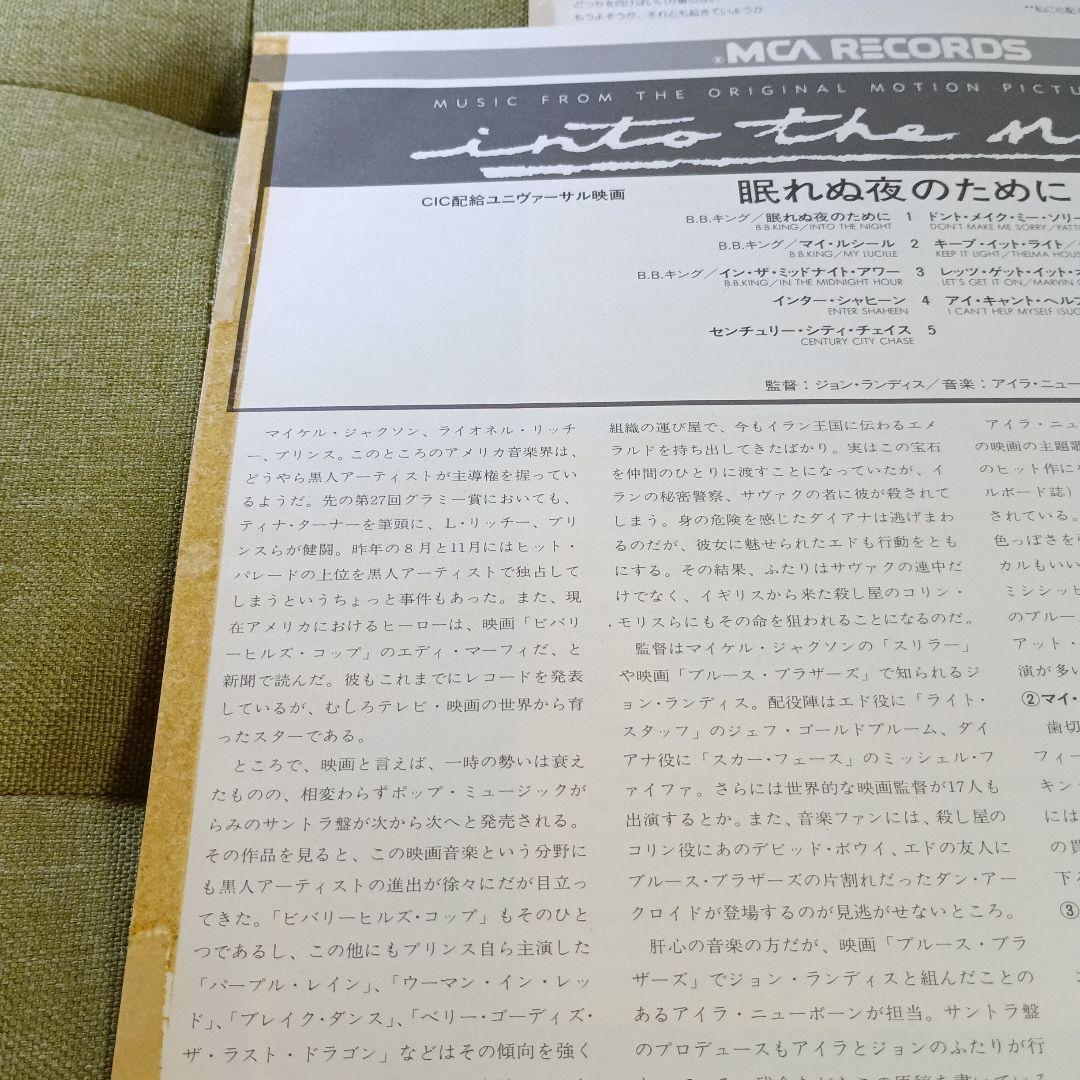 もうよそうか、それとも起きていようか
MCA RECORDS
MUSIC FROM THE ORIGINAL MOTION
into the
CIC配給ユニヴァーサル映画
眠れぬ夜のために
B.B.キング／眠れぬ夜のために 1
B.B.KING／INTO THE NIGHT
B.B.キング／マイ・ルシール 2
B.B.KING／MY LUCILLE
B.B.キング／イン・ザ・ミッドナイト・アワー 3
B.B.KING／IN THE MIDNIGHT HOUR
インター・シャヒーン 4
ENTER SHAHEEN
センチュリー・シティ・チェイス 5
CENTURY CITY CHASE
ドント・メイク・ミー・ソリー
DON'T MAKE ME SORRY／
キープ・イット・ライト／
KEEP IT LIGHT／THELMA
レッツ・ゲット・イット・
LET'S GET IT ON／MARVIN
アイ・キャント・ヘルプ
I CAN'T HELP MYSELF
監督：ジョン・ランディス／音楽：アイラ・ニュー
マイケル・ジャクソン、ライオネル・リッチ
ー、プリンス。このところのアメリカ音楽界は、
どうやら黒人アーティストが主導権を握ってい
るようだ。先の第27回グラミー賞においても、
ティナ・ターナーを筆頭に、L・リッチー、プリ
ンスらが健闘。昨年の8月と11月にはヒット・
パレードの上位を黒人アーティストで独占して
しまうというちょっと事件もあった。また、現
在アメリカにおけるヒーローは、映画「ビバリ
ーヒルズ・コップ」のエディ・マーフィだ、と
新聞で読んだ。彼もこれまでにレコードを発表
しているが、むしろテレビ・映画の世界から育
ったスターである。
ところで、映画と言えば、一時の勢いは衰え
たものの、相変わらずポップ・ミュージックが
らみのサントラ盤が次から次へと発売される。
その作品を見ると、この映画音楽という分野に
も黒人アーティストの進出が徐々にだが目立っ
てきた。「ビバリーヒルズ・コップ」もそのひと
つであるし、この他にもプリンス自ら主演した
「パープル・レイン」、「ウーマン・イン・レッ
ド」、「ブレイク・ダンス」、「ベリー・ゴーディズ・
ザ・ラスト・ドラゴン」などはその傾向を強く
組織の運び屋で、今もイラン王国に伝わるエメ
ラルドを持ち出してきたばかり。実はこの宝石
を仲間のひとりに渡すことになっていたが、イ
ランの秘密警察、サヴァクの者に彼が殺されて
しまう。身の危険を感じたダイアナは逃げまわ
るのだが、彼女に魅せられたエドも行動をとも
にする。その結果、ふたりはサヴァクの連中だ
けでなく、イギリスから来た殺し屋のコリン・
モリスらにもその命を狙われることになるのだ。
監督はマイケル・ジャクソンの「スリラー」
や映画「ブルース・ブラザーズ」で知られるジ
ョン・ランディス。配役陣はエド役に「ライト・
スタッフ」のジェフ・ゴールドブルーム、ダイ
アナ役に「スカー・フェース」のミッシェル・フ
ァイファ。さらには世界的な映画監督が17人も
出演するとか。また、音楽ファンには、殺し屋の
コリン役にあのデビッド・ボウイ、エドの友人に
ブルース・ブラザーズの片割れだったダン・アー
クロイドが登場するのが見逃がせないところ。
肝心の音楽の方だが、映画「ブルース・ブラ
ザーズ」でジョン・ランディスと組んだことの
あるアイラ・ニューボーンが担当。サントラ盤
のプロデュースもアイラとジョンのふたりが行
アイラ・ニュ
の映画の主題歌
のヒット作に
ルボード誌）
されている。
色っぽさを
カルもいい
ミシシッピ
のブルー
アット・
演が多い
②マイ・
歯切
フィー
キン
には
の買
下
③